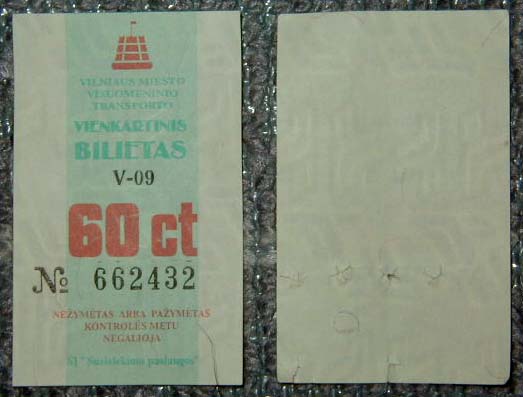 VILNIAUS MIESTO
VISUOMENINIO
TRANSPORTO
VIENKARTINIS
BILIETAS
V-09
60 ct
№ 662432
NEŽYMĖTAS ARBA PAŽYMĖTAS
KONTROLĖS METU
NEGALIOJA
SĮ "Susisiekimo paslaugos"